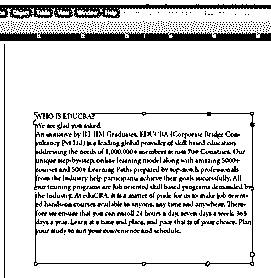 WHO IS EDUCBA?
We are glad you asked.
An initiative by IIT IIM Graduates, EDUCBA (Corporate Bridge Con-
sultancy Pvt Ltd) is a leading global provider of skill based education
addressing the needs of 1,000,000+ members across 70+ Countries. Our
unique step-by-step, online learning model along with amazing 5000+
courses and 500+ Learning Paths prepared by top-notch professionals
from the Industry help participants achieve their goals successfully. All
our training programs are Job oriented skill based programs demanded by
the Industry. At eduCBA, it is a matter of pride for us to make job orient-
ed hands-on courses available to anyone, any time and anywhere. There-
fore we ensure that you can enroll 24 hours a day, seven days a week, 365
days a year. Learn at a time and place, and pace that is of your choice. Plan
your study to suit your convenience and schedule.